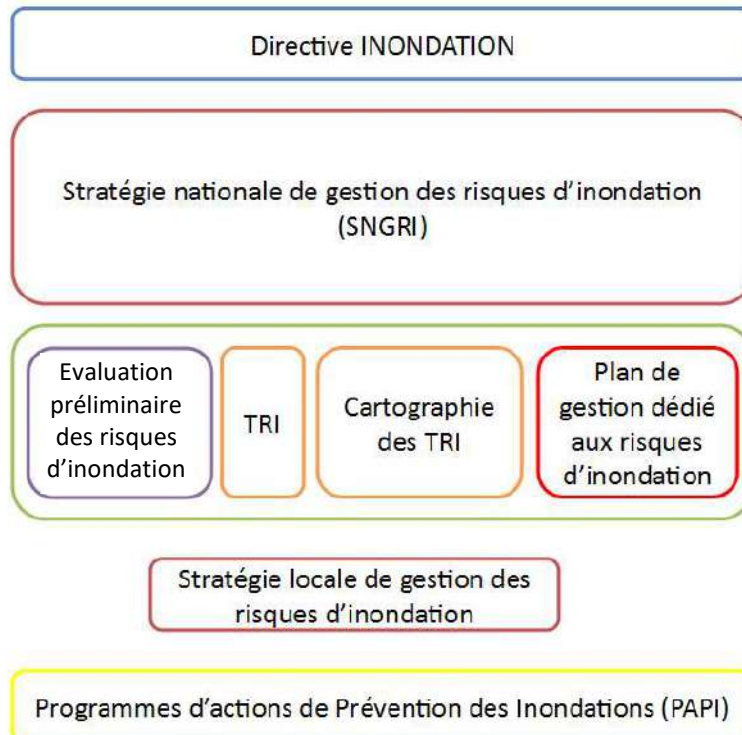 Directive INONDATION
Stratégie nationale de gestion des risques d'inondation
(SNGRI)
Evaluation
préliminaire
des risques
d'inondation
TRI
Cartographie
des TRI
Plan de
gestion dédié
aux risques
d'inondation
Stratégie locale de gestion des
risques d'inondation
Programmes d'actions de Prévention des Inondations (PAPI)